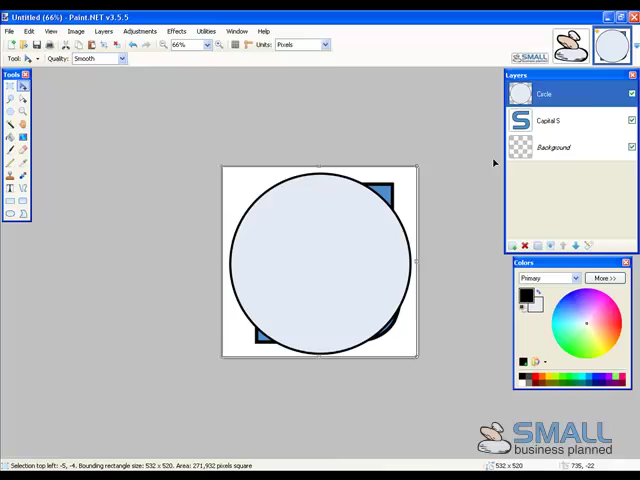 Untitled (66%) - Paint.NET v3.5.5
File Edit View Image Layers Adjustments Effects Utilities Window Help
66% Units: Pixels
Tool: Quality: Smooth
SMALL
Tools
Layers
Circle
Capital S
Background
Colors
Primary More >>
SMALL
business planned
Selection top left: -5, -4. Bounding rectangle size: 532 x 520. Area: 271,932 pixels square
532 x 520
735, -22